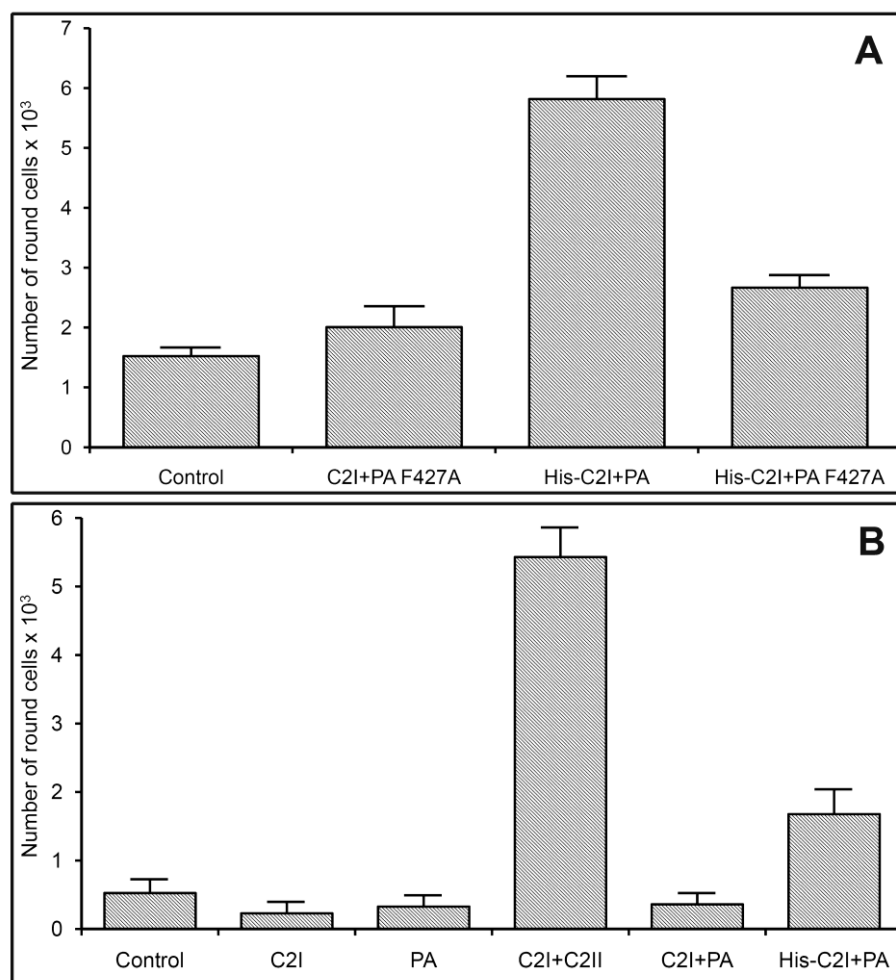 A
Number of round cells x 10³
7
6
5
4
3
2
1
0
Control C2I+PA F427A His-C2I+PA His-C2I+PA F427A
B
Number of round cells x 10³
6
5
4
3
2
1
0
Control C2I PA C2I+C2II C2I+PA His-C2I+PA